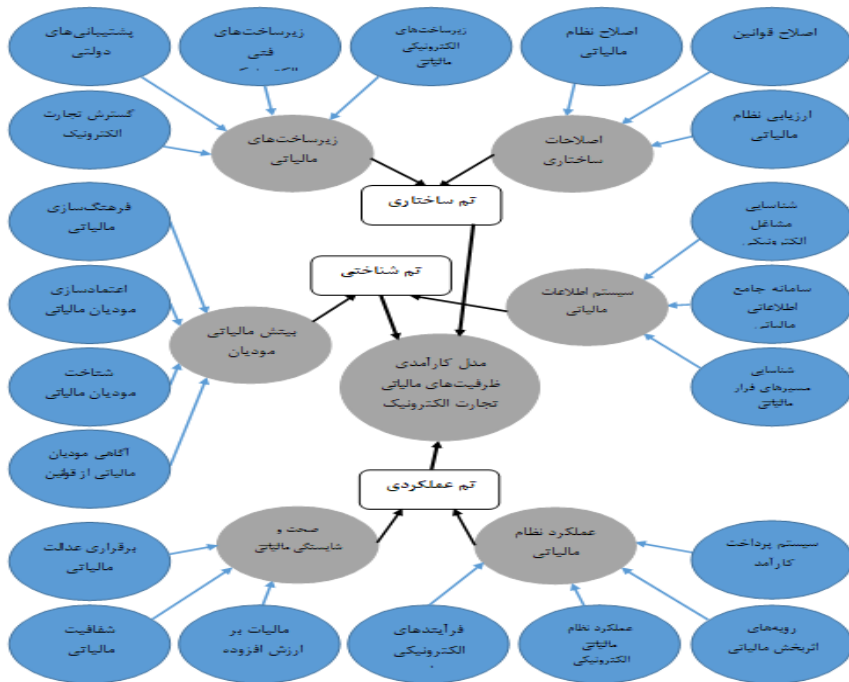 پشتیبانی‌های
دولتی
زیرساخت‌های
فنی
زیرساخت‌های
الکترونیکی
مالیاتی
اصلاح نظام
مالیاتی
اصلاح قوانین
گسترش تجارت
الکترونیک
زیرساخت‌های
مالیاتی
اصلاحات
ساختاری
ارزیابی نظام
مالیاتی
تم ساختاری
فرهنگ‌سازی
مالیاتی
شناسایی
مشاغل
الکترونیکی
تم شناختی
اعتمادسازی
مودیان مالیاتی
بینش مالیاتی
مودیان
سیستم اطلاعات
مالیاتی
سامانه جامع
اطلاعاتی
مالیاتی
شناخت
مودیان مالیاتی
مدل کارآمدی
ظرفیت‌های مالیاتی
تجارت الکترونیک
شناسایی
مسیرهای فرار
مالیاتی
آگاهی مودیان
مالیاتی از قوانین
تم عملکردی
برقراری عدالت
مالیاتی
صحت و
شایستگی مالیاتی
عملکرد نظام
مالیاتی
سیستم پرداخت
کارآمد
شفافیت
مالیاتی
مالیات بر
ارزش افزوده
فرآیندهای
الکترونیکی
عملکرد نظام
مالیاتی
الکترونیکی
رویه‌های
اثربخش مالیاتی